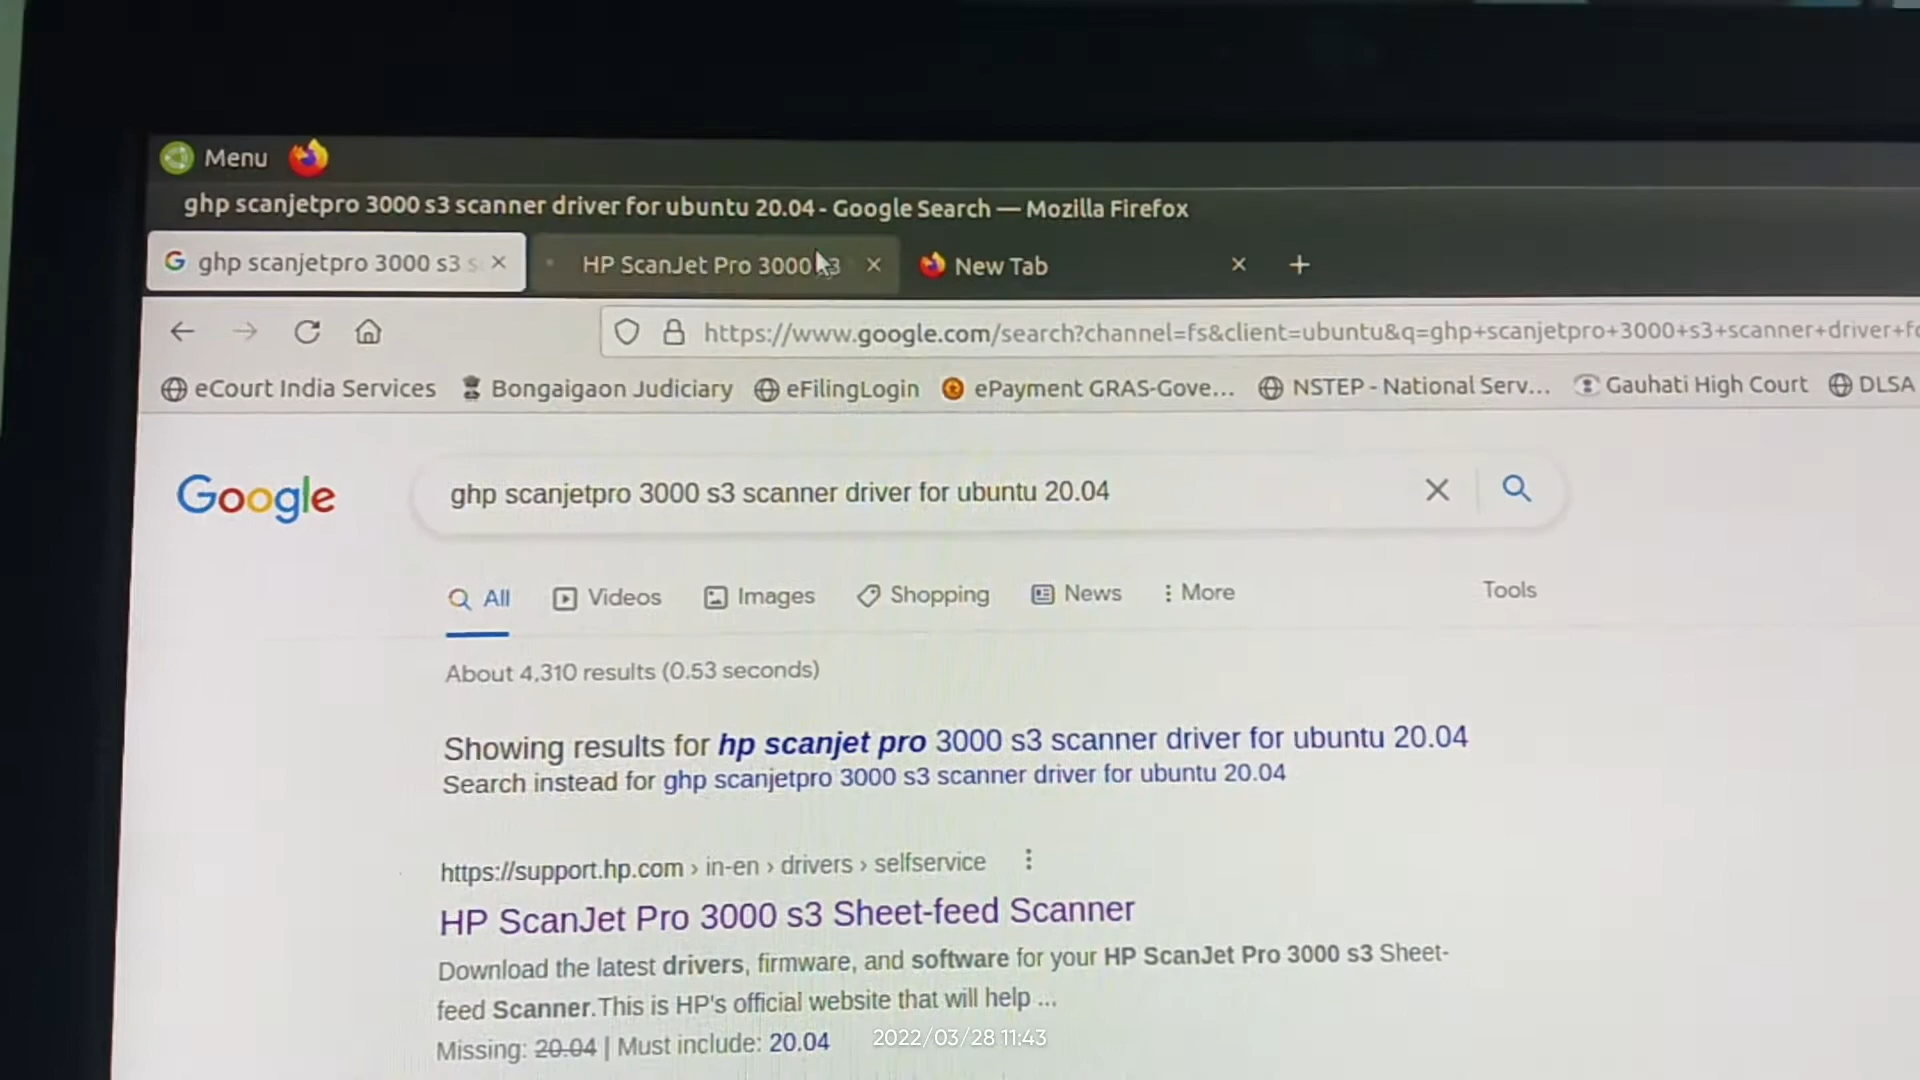 Menu
ghp scanjetpro 3000 s3 scanner driver for ubuntu 20.04 - Google Search — Mozilla Firefox
ghp scanjetpro 3000 s3 s
HP ScanJet Pro 3000 s3
New Tab
https://www.google.com/search?channel=fs&client=ubuntu&q=ghp+scanjetpro+3000+s3+scanner+driver+fo
eCourt India Services Bongaigaon Judiciary eFilingLogin ePayment GRAS-Gove... NSTEP - National Serv... Gauhati High Court DLSA
Google
ghp scanjetpro 3000 s3 scanner driver for ubuntu 20.04
All Videos Images Shopping News More Tools
About 4,310 results (0.53 seconds)
Showing results for hp scanjet pro 3000 s3 scanner driver for ubuntu 20.04
Search instead for ghp scanjetpro 3000 s3 scanner driver for ubuntu 20.04
https://support.hp.com › in-en › drivers › selfservice
HP ScanJet Pro 3000 s3 Sheet-feed Scanner
Download the latest drivers, firmware, and software for your HP ScanJet Pro 3000 s3 Sheet-
feed Scanner.This is HP's official website that will help ...
Missing: 20.04 | Must include: 20.04
2022/03/28 11:43